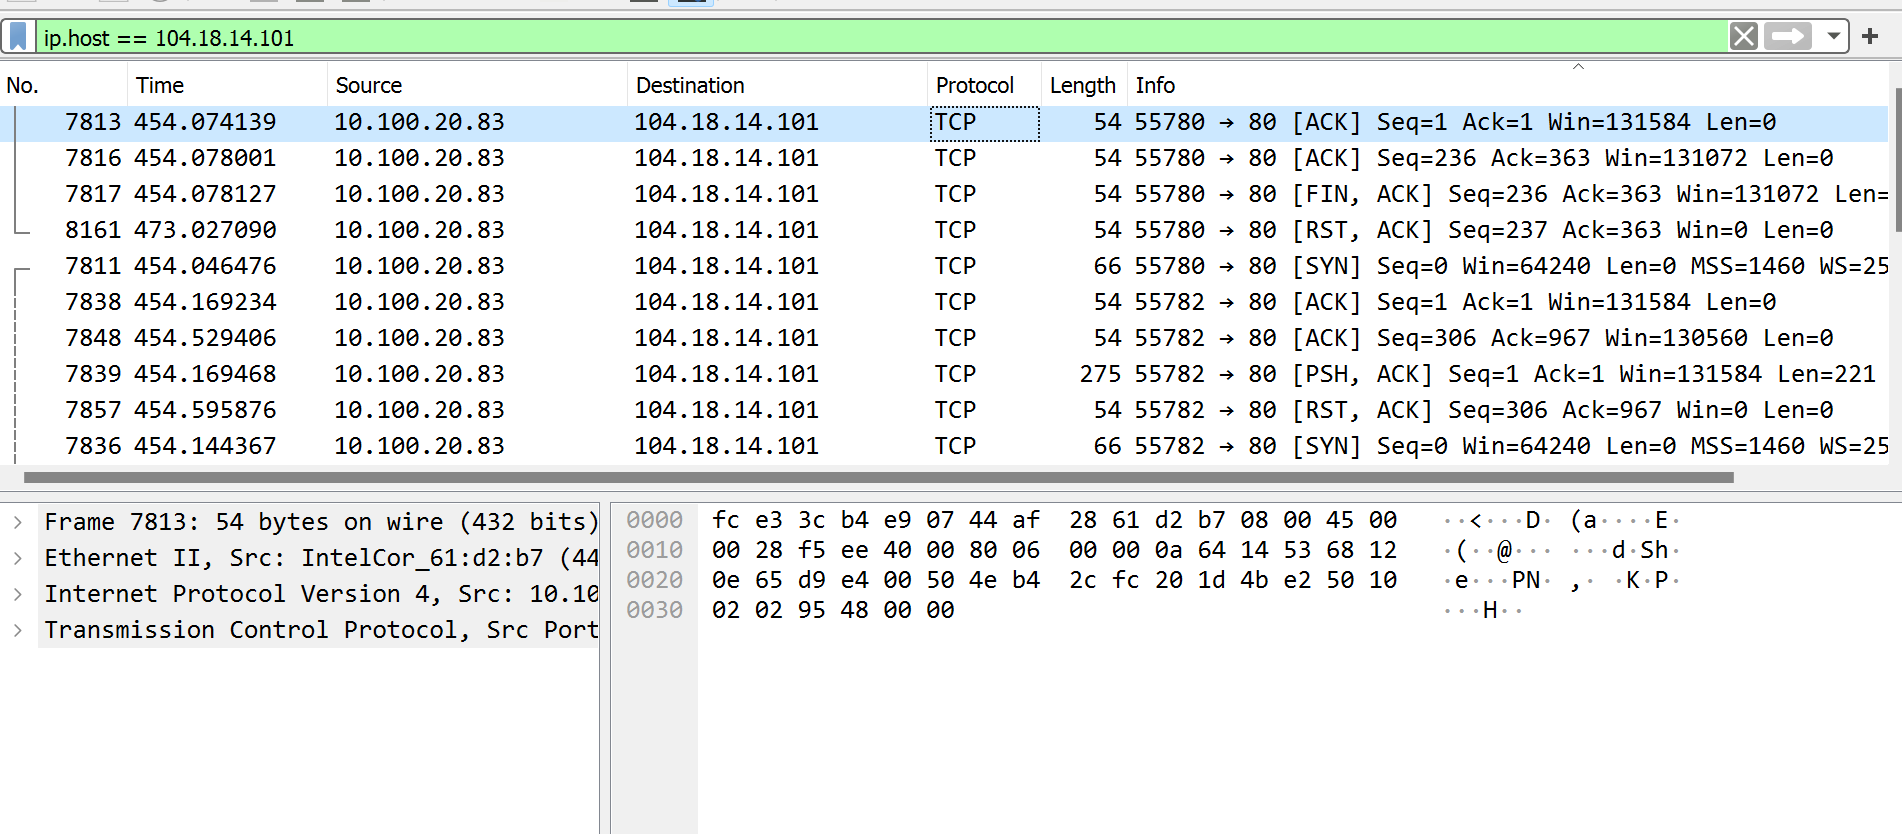 ip.host == 104.18.14.101
No. Time Source Destination Protocol Length Info
7813 454.074139 10.100.20.83 104.18.14.101 TCP 54 55780 → 80 [ACK] Seq=1 Ack=1 Win=131584 Len=0
7816 454.078001 10.100.20.83 104.18.14.101 TCP 54 55780 → 80 [ACK] Seq=236 Ack=363 Win=131072 Len=0
7817 454.078127 10.100.20.83 104.18.14.101 TCP 54 55780 → 80 [FIN, ACK] Seq=236 Ack=363 Win=131072 Len=
8161 473.027090 10.100.20.83 104.18.14.101 TCP 54 55780 → 80 [RST, ACK] Seq=237 Ack=363 Win=0 Len=0
7811 454.046476 10.100.20.83 104.18.14.101 TCP 66 55780 → 80 [SYN] Seq=0 Win=64240 Len=0 MSS=1460 WS=25
7838 454.169234 10.100.20.83 104.18.14.101 TCP 54 55782 → 80 [ACK] Seq=1 Ack=1 Win=131584 Len=0
7848 454.529406 10.100.20.83 104.18.14.101 TCP 54 55782 → 80 [ACK] Seq=306 Ack=967 Win=130560 Len=0
7839 454.169468 10.100.20.83 104.18.14.101 TCP 275 55782 → 80 [PSH, ACK] Seq=1 Ack=1 Win=131584 Len=221
7857 454.595876 10.100.20.83 104.18.14.101 TCP 54 55782 → 80 [RST, ACK] Seq=306 Ack=967 Win=0 Len=0
7836 454.144367 10.100.20.83 104.18.14.101 TCP 66 55782 → 80 [SYN] Seq=0 Win=64240 Len=0 MSS=1460 WS=25
Frame 7813: 54 bytes on wire (432 bits)
Ethernet II, Src: IntelCor_61:d2:b7 (44
Internet Protocol Version 4, Src: 10.10
Transmission Control Protocol, Src Port
0000 fc e3 3c b4 e9 07 44 af 28 61 d2 b7 08 00 45 00 ··<···D· (a····E·
0010 00 28 f5 ee 40 00 80 06 00 00 0a 64 14 53 68 12 ·(··@··· ···d·Sh·
0020 0e 65 d9 e4 00 50 4e b4 2c fc 20 1d 4b e2 50 10 ·e···PN· ,· ·K·P·
0030 02 02 95 48 00 00 ···H··